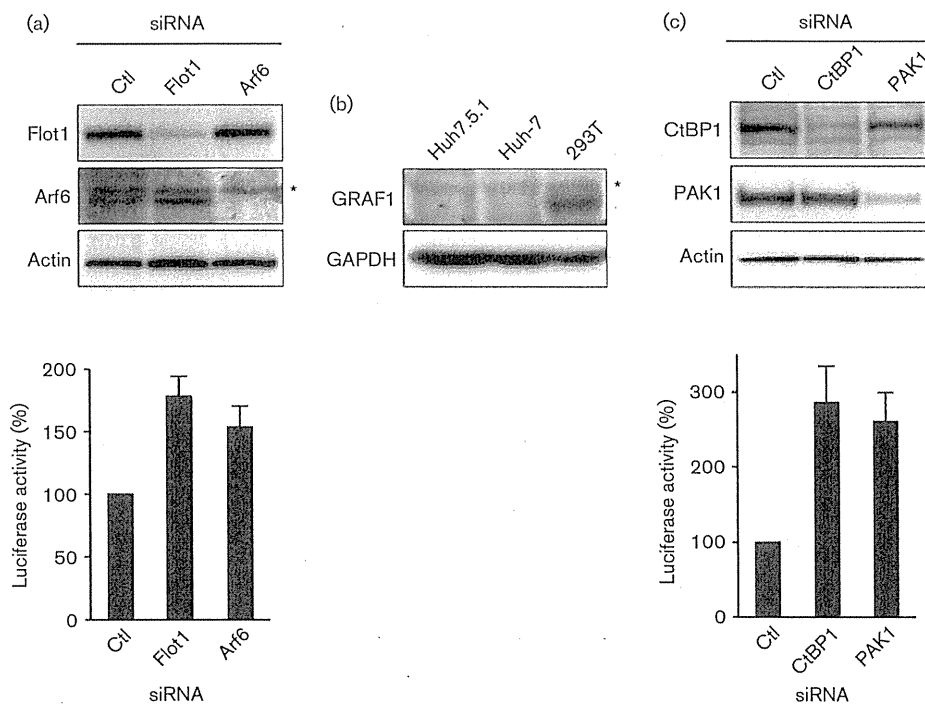 (a)
siRNA
Ctl
Flot1
Arf6
Flot1
Arf6
*
Actin
Luciferase activity (%)
200
150
100
50
0
Ctl
Flot1
Arf6
siRNA
(b)
Huh7.5.1
Huh-7
293T
GRAF1
*
GAPDH
(c)
siRNA
Ctl
CtBP1
PAK1
CtBP1
PAK1
Actin
Luciferase activity (%)
300
200
100
0
Ctl
CtBP1
PAK1
siRNA